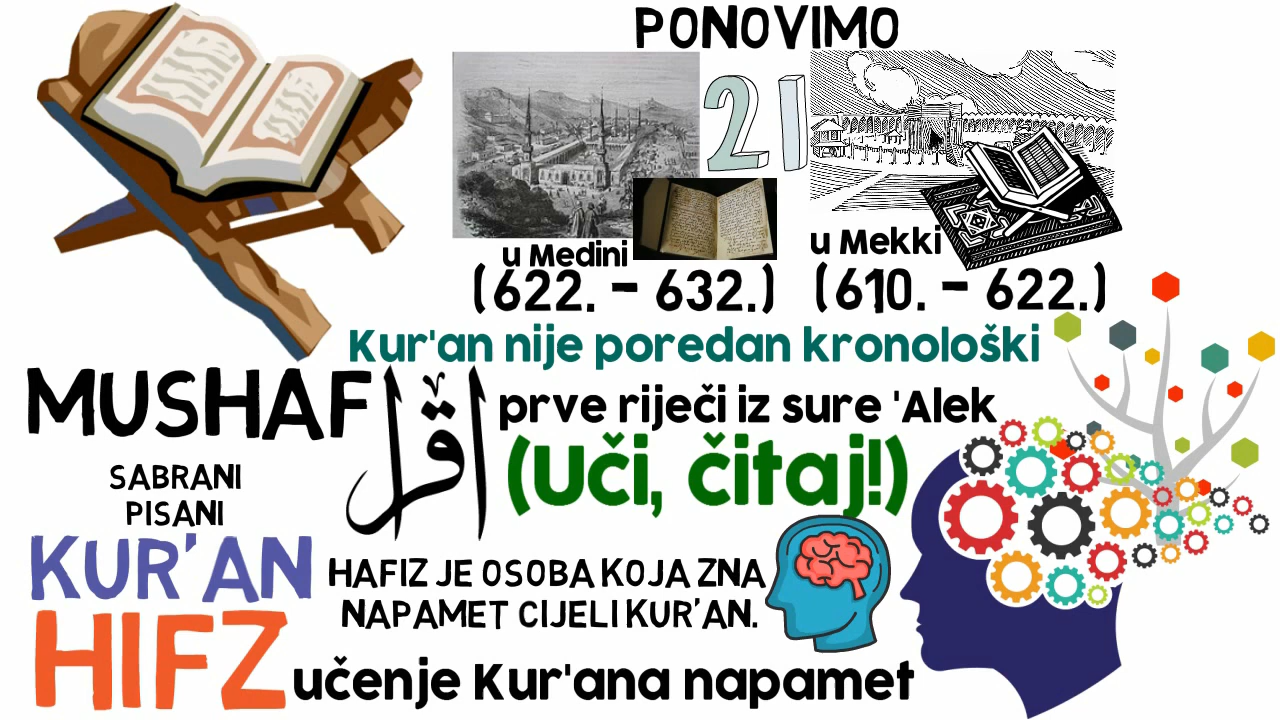 PONOVIMO
21
u Medini
(622. - 632.)
u Mekki
(610. - 622.)
Kur'an nije poredan kronološki
MUSHAF
SABRANI
PISANI
KUR'AN
اقرأ
prve riječi iz sure 'Alek
(Uči, čitaj!)
HAFIZ JE OSOBA KOJA ZNA
NAPAMET CIJELI KUR'AN.
HIFZ
učenje Kur'ana napamet